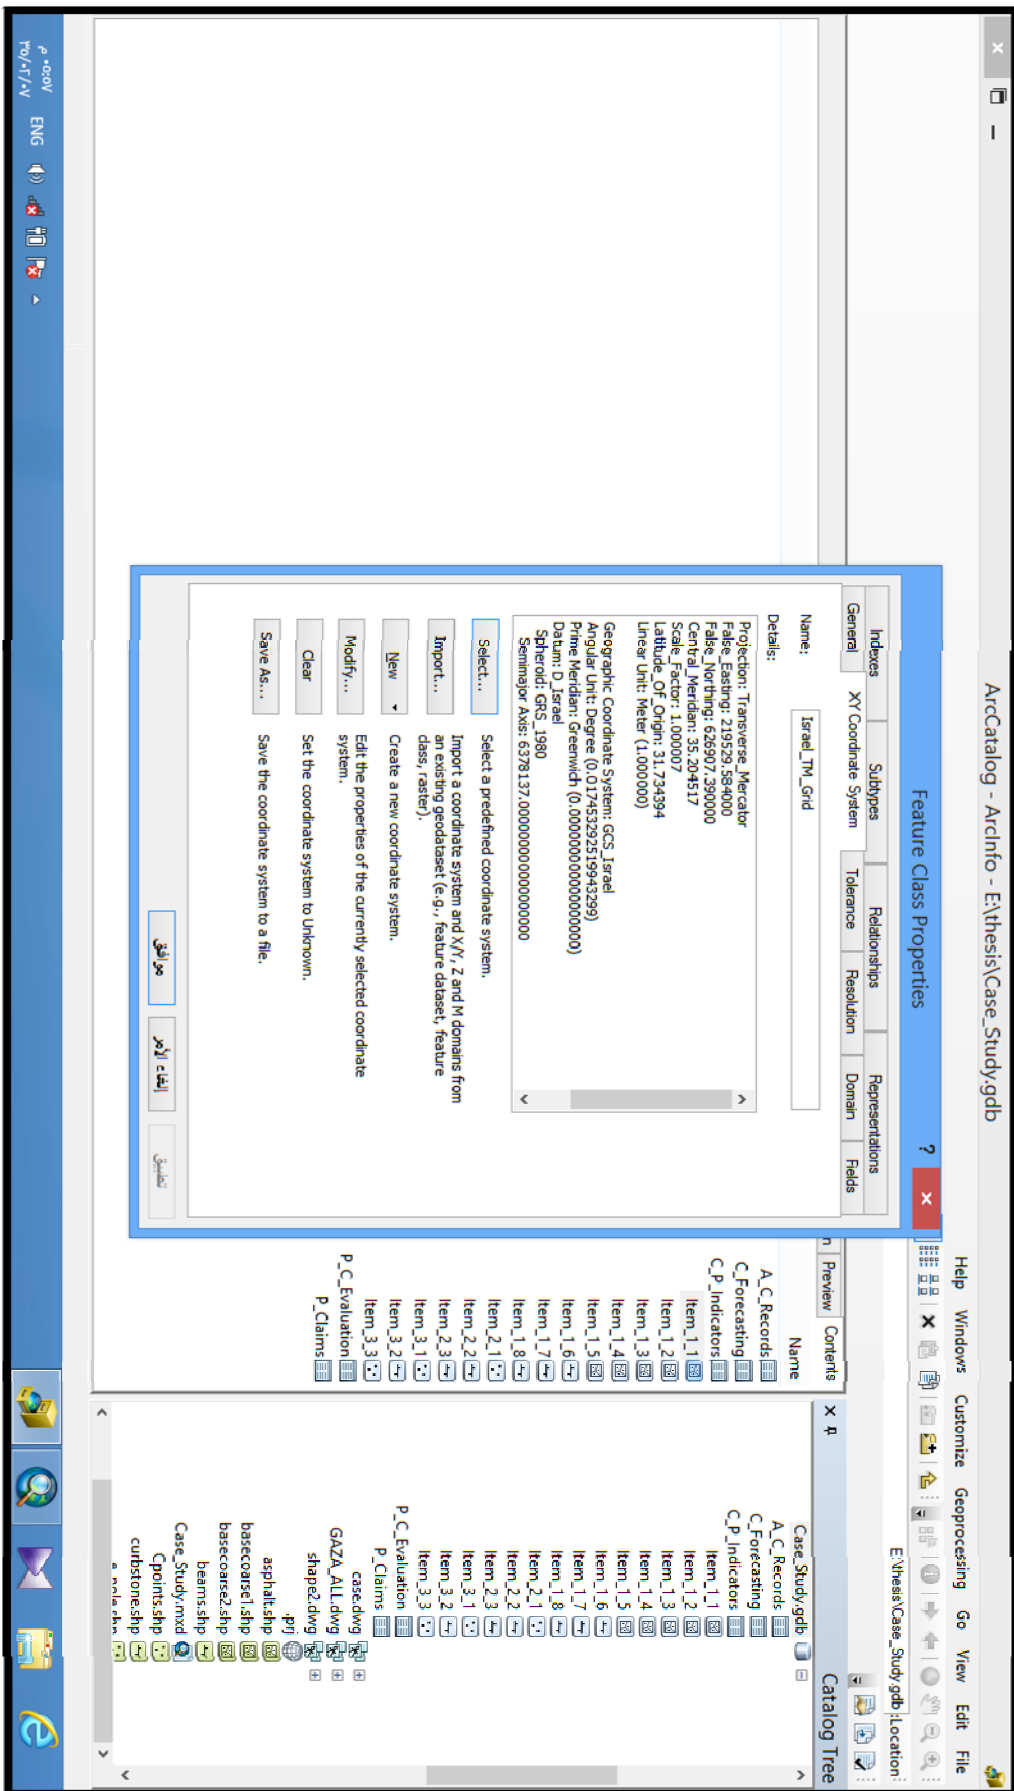 ArcCatalog - ArcInfo - E:\thesis\Case_Study.gdb
Help Windows Customize Geoprocessing Go View Edit File
E:\thesis\Case_Study.gdb :Location
Feature Class Properties
?
Indexes Subtypes Relationships Representations
General XY Coordinate System Tolerance Resolution Domain Fields
Name: Israel_TM_Grid
Details:
Projection: Transverse_Mercator
False_Easting: 219529.584000
False_Northing: 626907.390000
Central_Meridian: 35.204517
Scale_Factor: 1.000007
Latitude_Of_Origin: 31.734394
Linear Unit: Meter (1.000000)
Geographic Coordinate System: GCS_Israel
Angular Unit: Degree (0.017453292519943299)
Prime Meridian: Greenwich (0.000000000000000000)
Datum: D_Israel
Spheroid: GRS_1980
Semimajor Axis: 6378137.000000000000000000
Select... Select a predefined coordinate system.
Import... Import a coordinate system and X/Y, Z and M domains from
an existing geodataset (e.g., feature dataset, feature
class, raster).
New Create a new coordinate system.
Modify... Edit the properties of the currently selected coordinate
system.
Clear Set the coordinate system to Unknown.
Save As... Save the coordinate system to a file.
موافق إلغاء الأمر تطبيق
Preview Contents
Name
A_C_Records
C_Forecasting
C_P_Indicators
Item_1_1
Item_1_2
Item_1_3
Item_1_4
Item_1_5
Item_1_6
Item_1_7
Item_1_8
Item_2_1
Item_2_2
Item_2_3
Item_3_1
Item_3_2
Item_3_3
P_C_Evaluation
P_Claims
Catalog Tree
Case_Study.gdb
A_C_Records
C_Forecasting
C_P_Indicators
Item_1_1
Item_1_2
Item_1_3
Item_1_4
Item_1_5
Item_1_6
Item_1_7
Item_1_8
Item_2_1
Item_2_2
Item_2_3
Item_3_1
Item_3_2
Item_3_3
P_C_Evaluation
P_Claims
case.dwg
GAZA_ALL.dwg
shape2.dwg
.prj
asphalt.shp
basecoarse1.shp
basecoarse2.shp
beams.shp
Case_Study.mxd
Cpoints.shp
curbstone.shp
ENG
٠٥:٥٧ م
٣٥/٠٢/٠٧